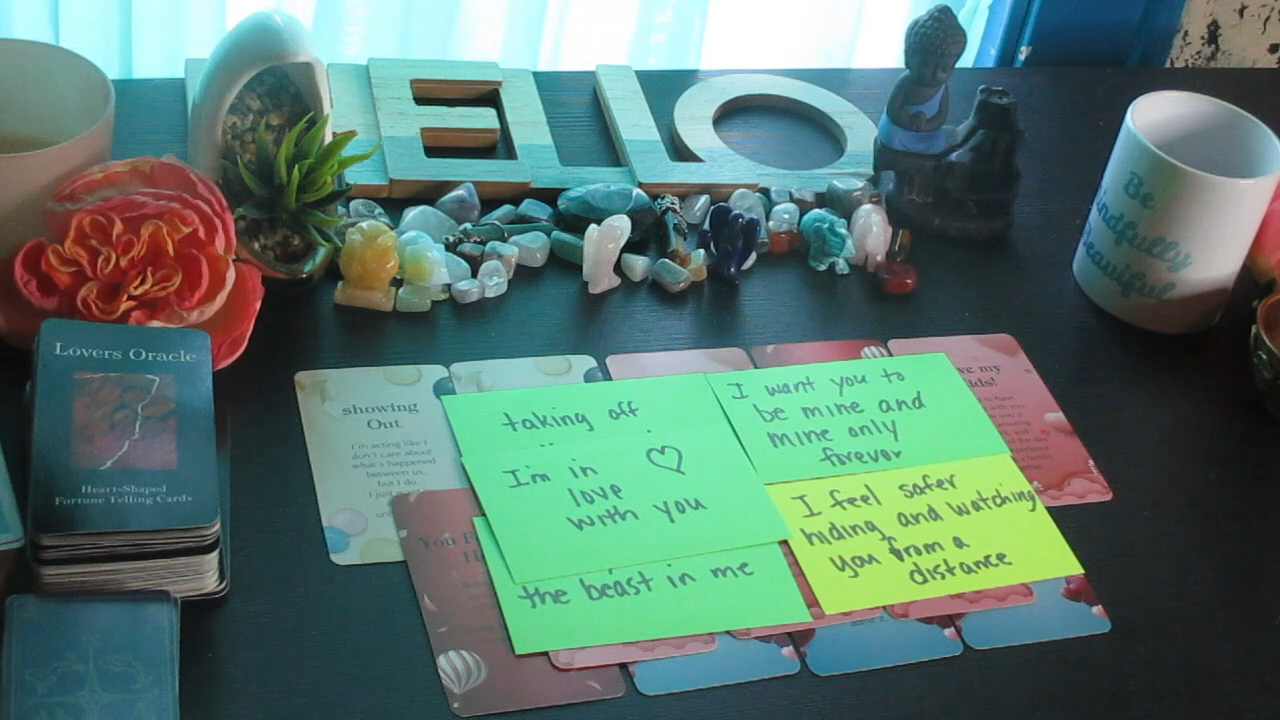 ELLO
Be
Mindfully
Beautiful
Lovers Oracle
Heart-Shaped
Fortune Telling Cards
showing
Out
I'm acting like I
don't care about
what's happened
between us,
but I do.
I just
taking off
I'm in ♡
love
with you
the beast in me
I want you to
be mine and
mine only
forever
I feel safer
hiding and watching
you from a
distance